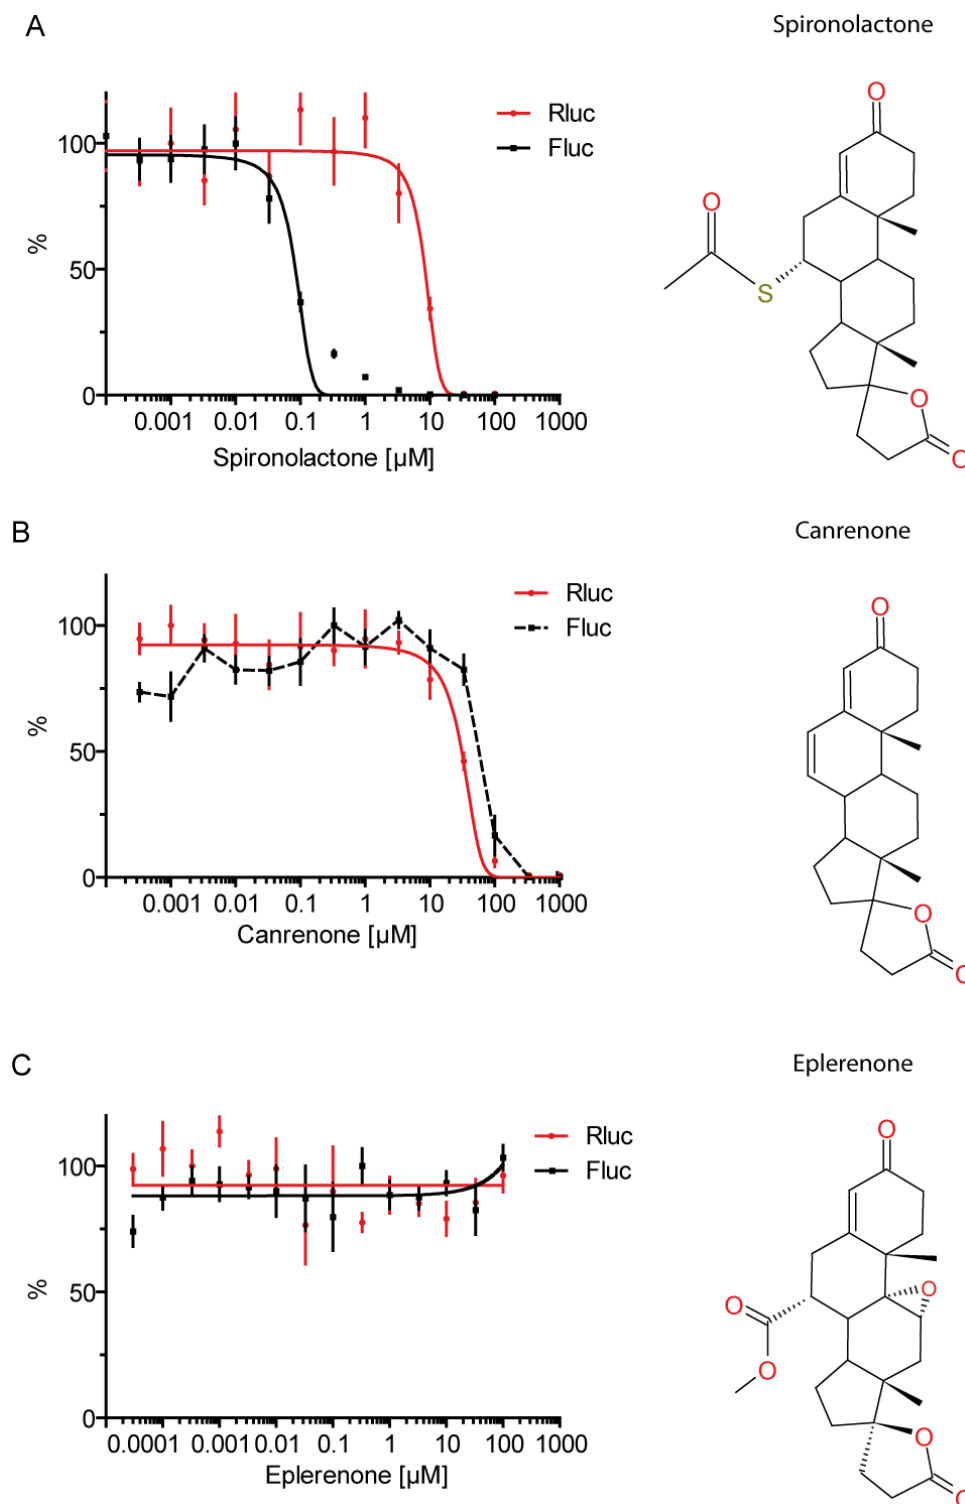 A
Spironolactone
Rluc
Fluc
100
50
0
%
0.001 0.01 0.1 1 10 100 1000
Spironolactone [µM]
O
O
S
O
O
B
Canrenone
Rluc
Fluc
100
50
0
%
0.001 0.01 0.1 1 10 100 1000
Canrenone [µM]
O
O
O
C
Eplerenone
Rluc
Fluc
100
50
0
%
0.0001 0.001 0.01 0.1 1 10 100 1000
Eplerenone [µM]
O
O
O
O
O
O